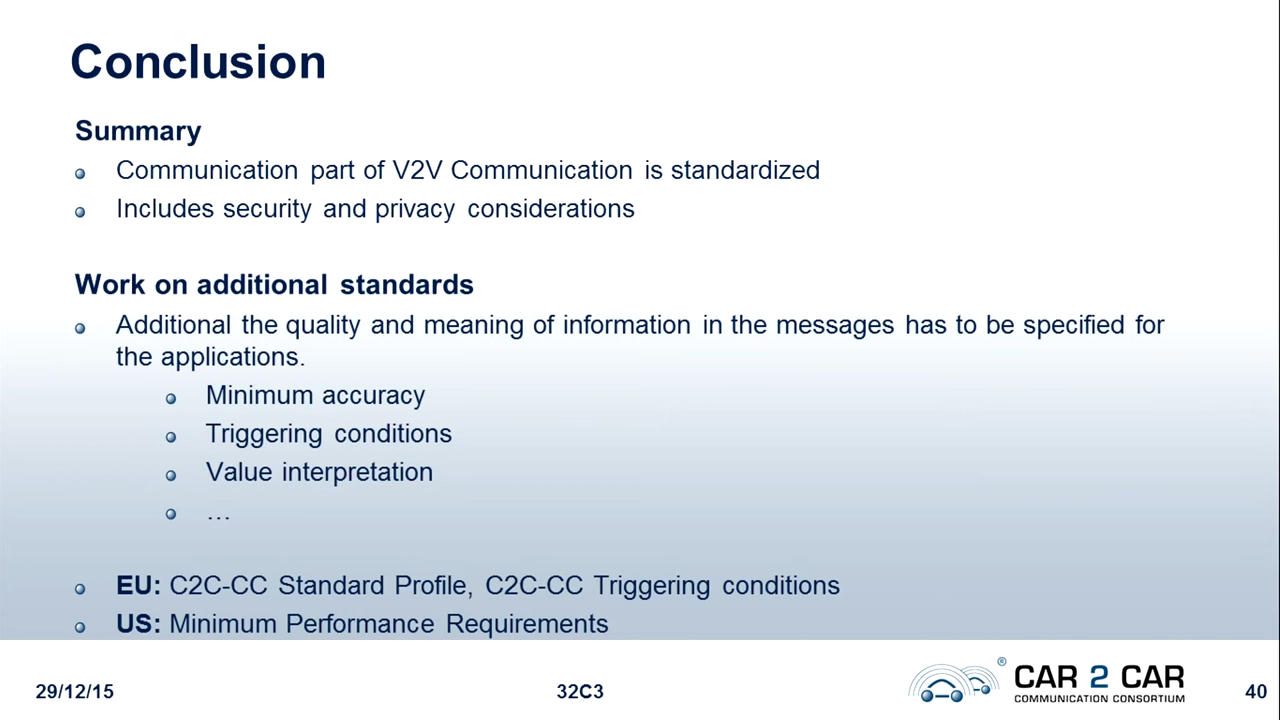 Conclusion
Summary
Communication part of V2V Communication is standardized
Includes security and privacy considerations
Work on additional standards
Additional the quality and meaning of information in the messages has to be specified for
the applications.
Minimum accuracy
Triggering conditions
Value interpretation
…
EU: C2C-CC Standard Profile, C2C-CC Triggering conditions
US: Minimum Performance Requirements
29/12/15
32C3
® CAR 2 CAR
COMMUNICATION CONSORTIUM
40